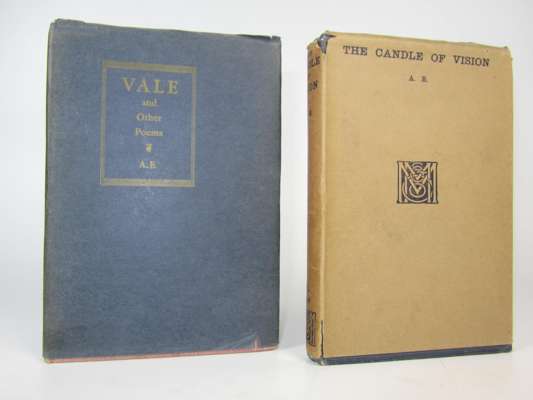 VALE
and
Other
Poems
A.E.
THE CANDLE OF VISION
A. E.